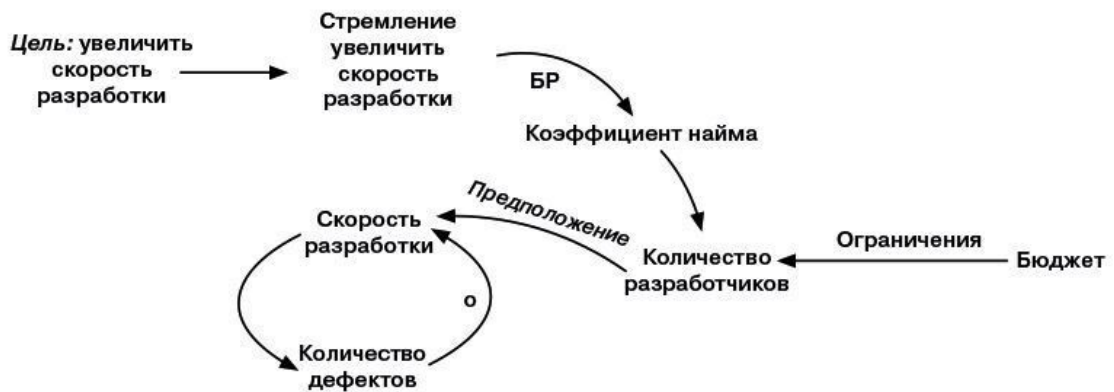 Цель: увеличить
скорость
разработки
Стремление
увеличить
скорость
разработки
БР
Коэффициент найма
Предположение
Скорость
разработки
Количество
разработчиков
Ограничения
Бюджет
о
Количество
дефектов